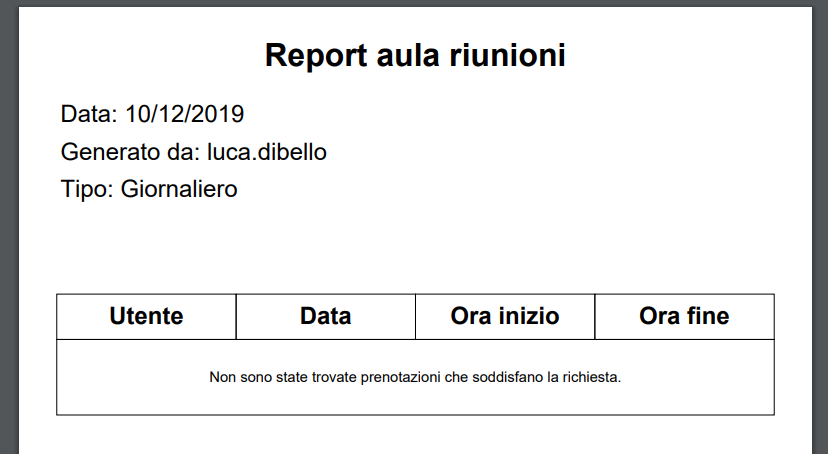 Report aula riunioni
Data: 10/12/2019
Generato da: luca.dibello
Tipo: Giornaliero
Utente Data Ora inizio Ora fine
Non sono state trovate prenotazioni che soddisfano la richiesta.